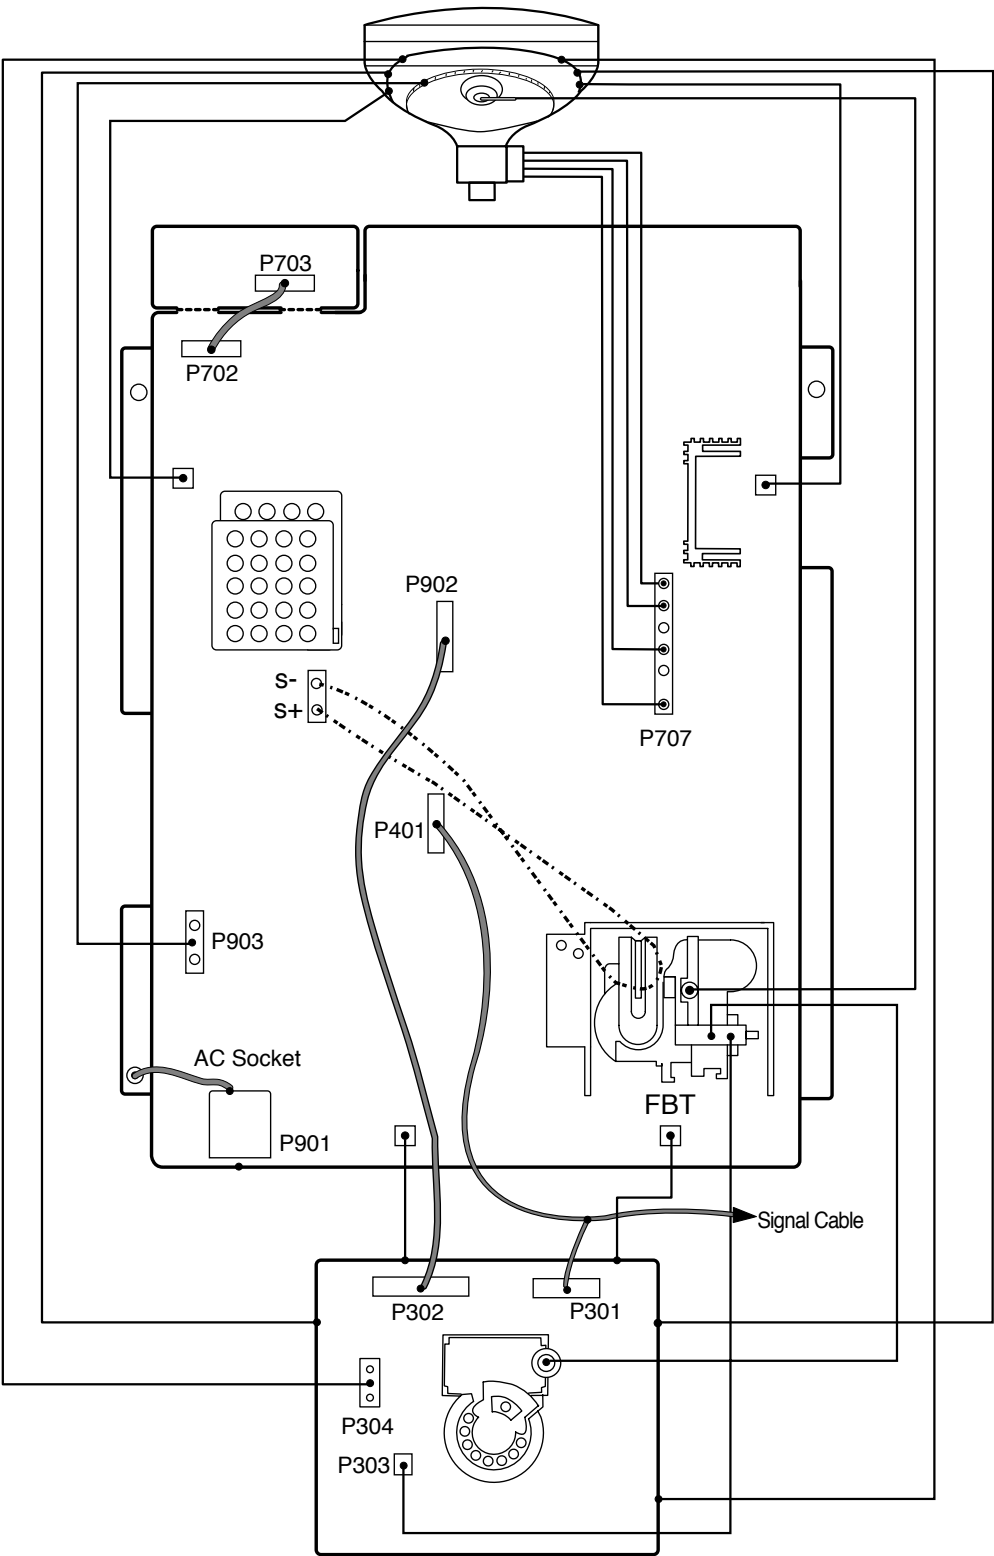 P703
P702
P902
S-
S+
P707
P401
P903
AC Socket
FBT
P901
Signal Cable
P302
P301
P304
P303